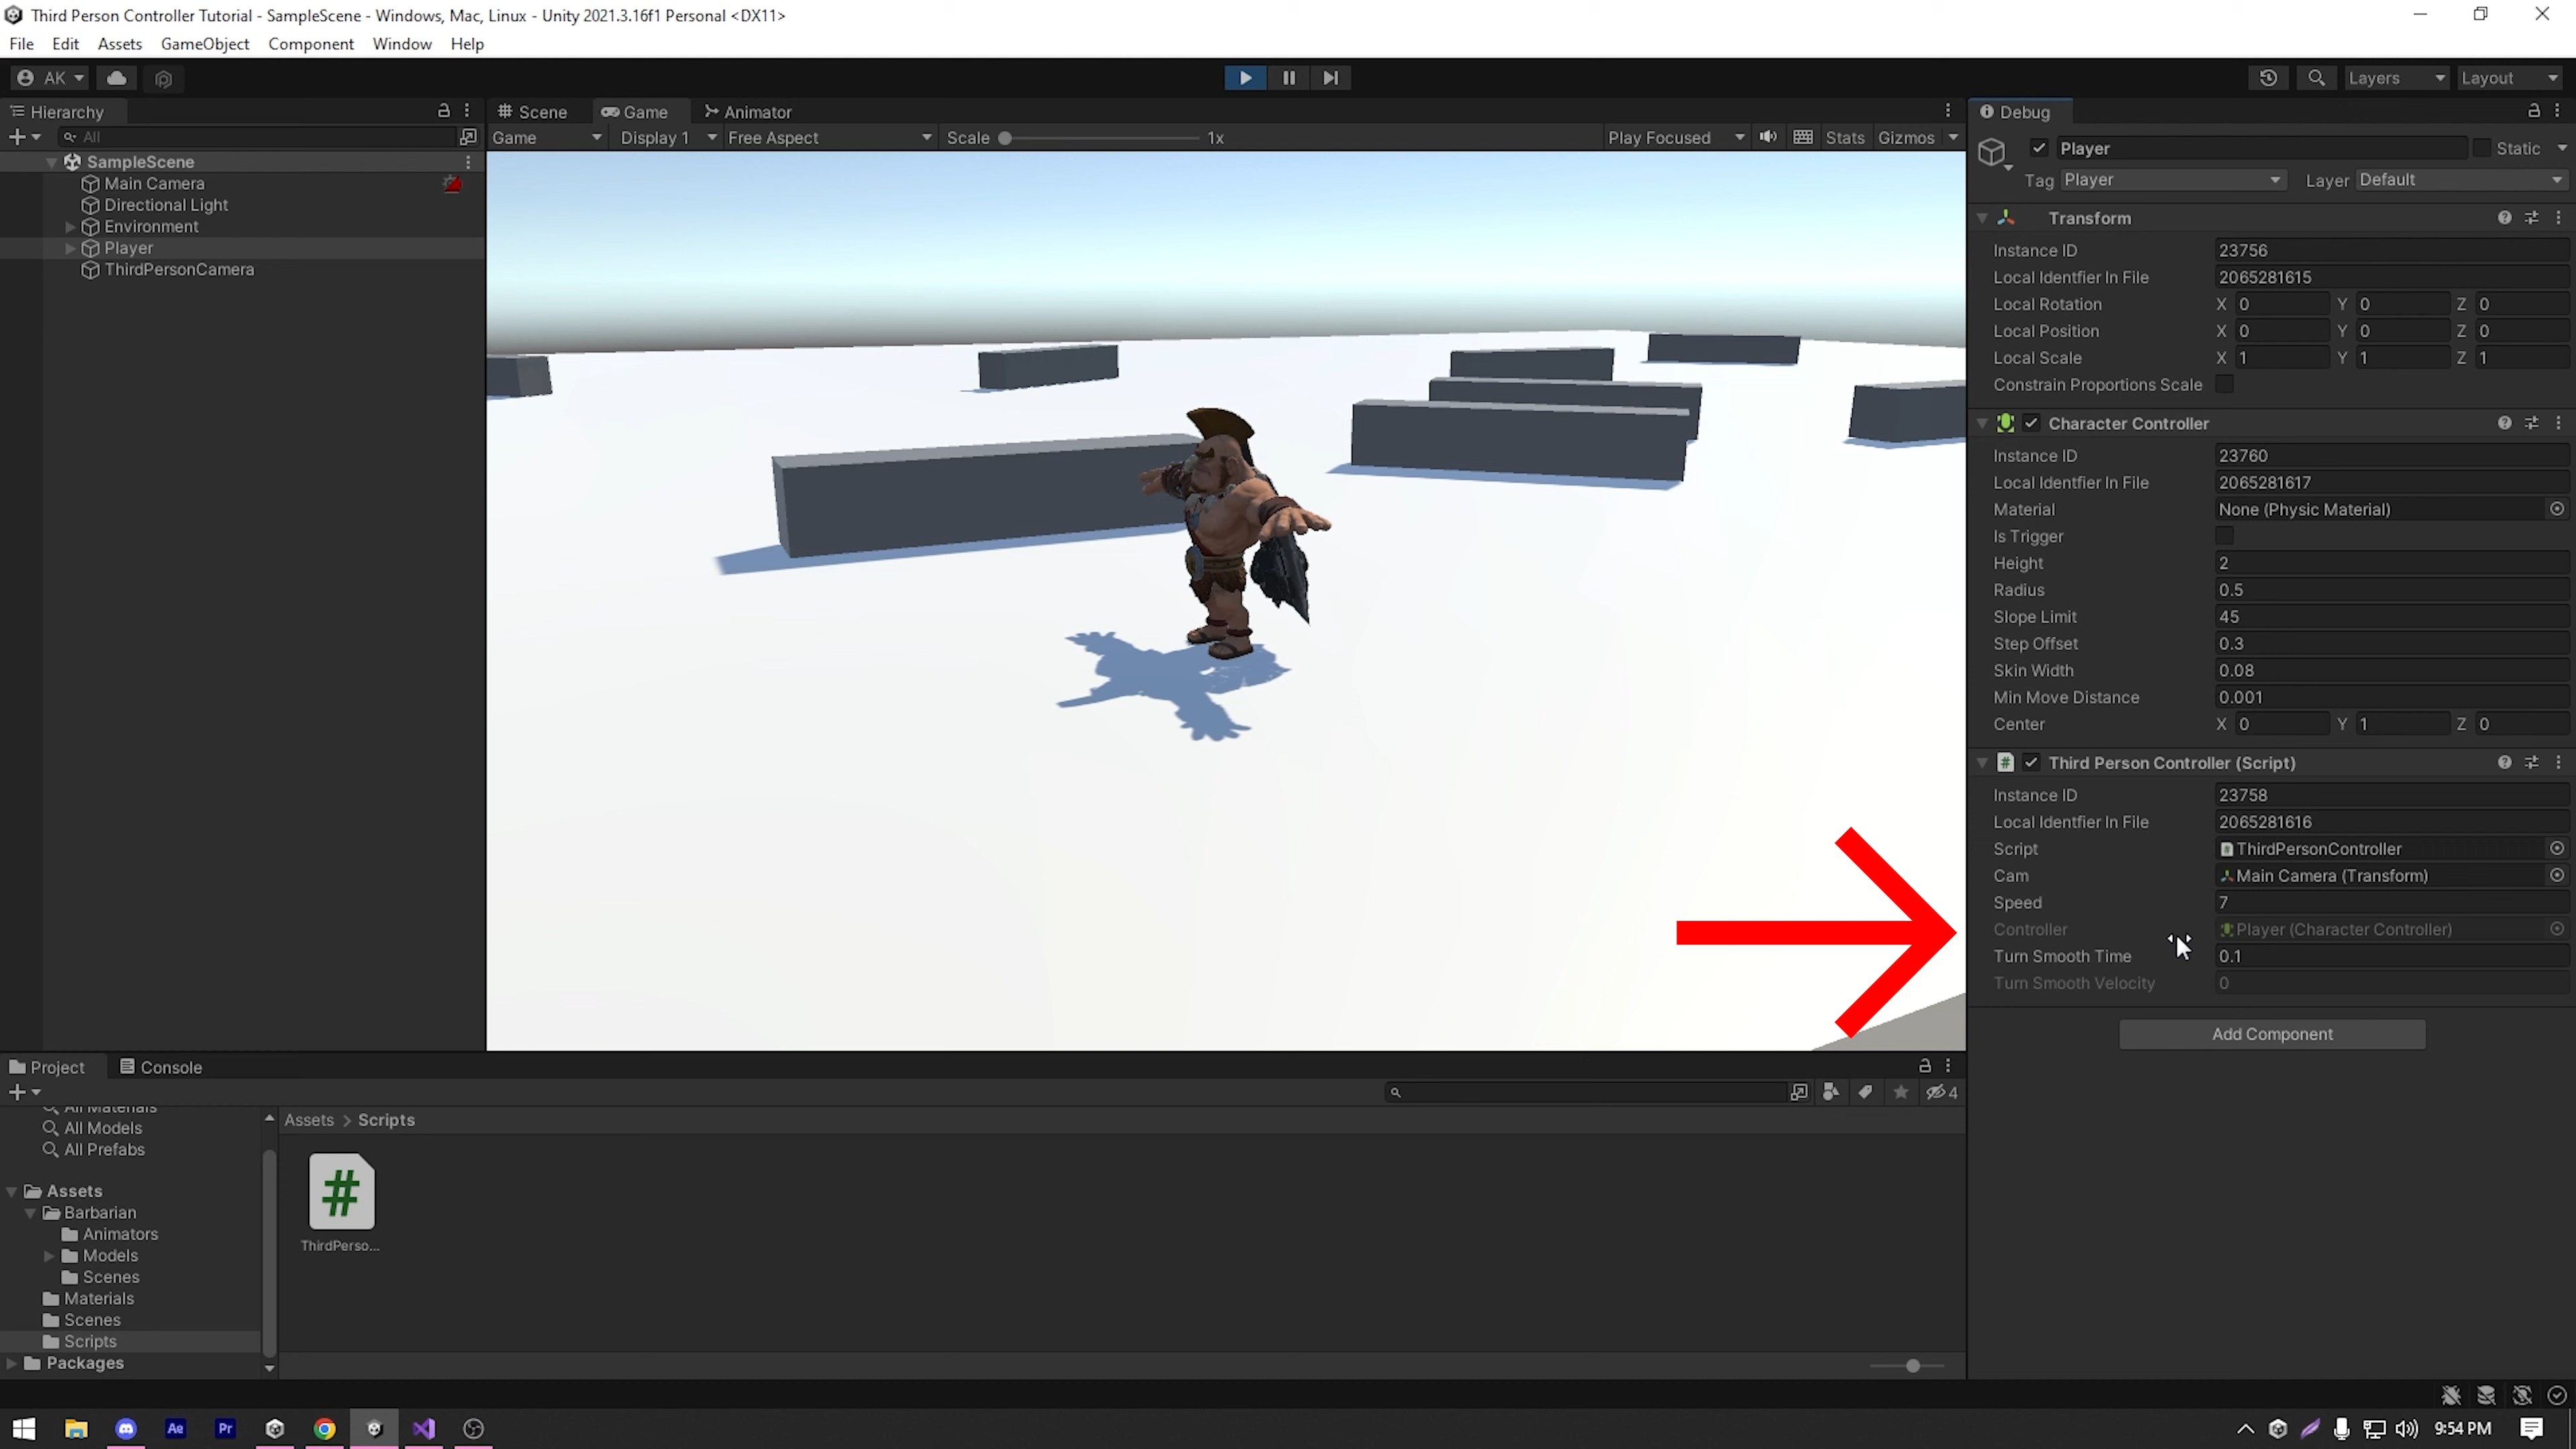 Third Person Controller Tutorial - SampleScene - Windows, Mac, Linux - Unity 2021.3.16f1 Personal <DX11>
File Edit Assets GameObject Component Window Help
AK
Layers Layout
Hierarchy
All
SampleScene
Main Camera
Directional Light
Environment
Player
ThirdPersonCamera
Scene Game Animator
Game Display 1 Free Aspect Scale 1x Play Focused Stats Gizmos
Debug
Player Static
Tag Player Layer Default
Transform
Instance ID 23756
Local Identfier In File 2065281615
Local Rotation X 0 Y 0 Z 0
Local Position X 0 Y 0 Z 0
Local Scale X 1 Y 1 Z 1
Constrain Proportions Scale
Character Controller
Instance ID 23760
Local Identfier In File 2065281617
Material None (Physic Material)
Is Trigger
Height 2
Radius 0.5
Slope Limit 45
Step Offset 0.3
Skin Width 0.08
Min Move Distance 0.001
Center X 0 Y 1 Z 0
# Third Person Controller (Script)
Instance ID 23758
Local Identfier In File 2065281616
Script ThirdPersonController
Cam Main Camera (Transform)
Speed 7
Controller Player (Character Controller)
Turn Smooth Time 0.1
Turn Smooth Velocity 0
Add Component
Project Console
4
All Materials
All Models
All Prefabs
Assets
Barbarian
Animators
Models
Scenes
Materials
Scenes
Scripts
Packages
Assets > Scripts
#
ThirdPerso...
Ae Pr
9:54 PM